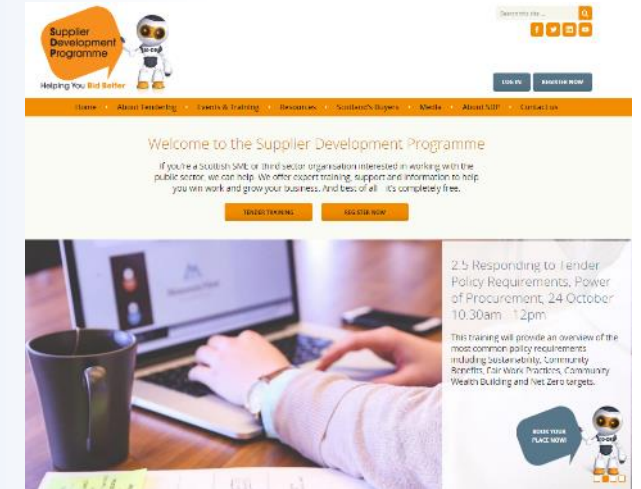 Supplier
Development
Programme
Helping You Bid Better
LOG IN
REGISTER NOW
Home
About Tendering
Events & Training
Resources
Scotland's Buyers
Media
About SDP
Contact us
Welcome to the Supplier Development Programme
If you're a Scottish SME or third sector organisation interested in working with the
public sector, we can help. We offer expert training, support and information to help
you win work and grow your business. And best of all - it's completely free.
TENDER TRAINING
REGISTER NOW
2.5 Responding to Tender
Policy Requirements, Power
of Procurement, 24 October
10.30am - 12pm
This training will provide an overview of the
most common policy requirements
including Sustainability, Community
Benefits, Fair Work Practices, Community
Wealth Building and Net Zero targets.
BOOK YOUR
PLACE NOW!